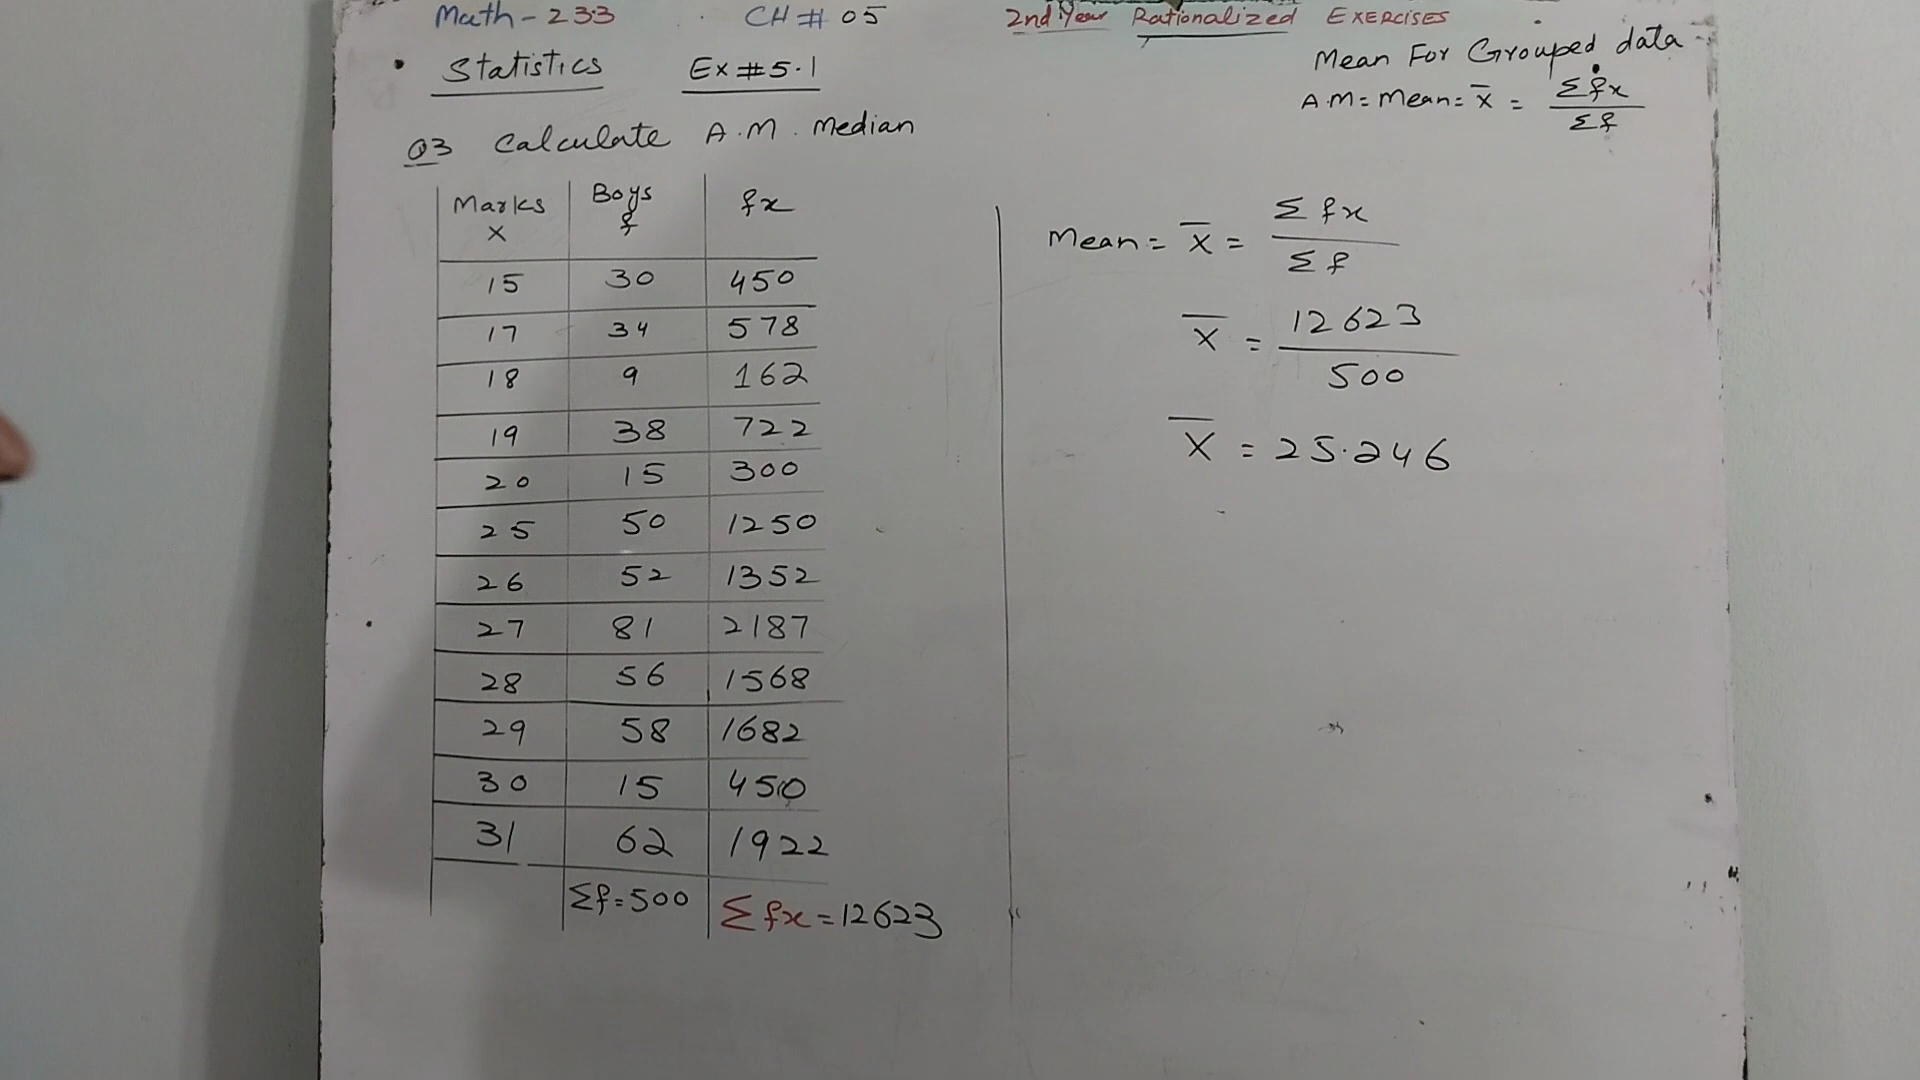 Math-233 CH # 05 2nd Year Rationalized EXERCISES
Statistics Ex # 5.1
Mean For Grouped data
A.M = Mean = x̄ = Σfx / Σf
Q3 Calculate A.M. Median
Marks x | Boys f | fx
15 | 30 | 450
17 | 34 | 578
18 | 9 | 162
19 | 38 | 722
20 | 15 | 300
25 | 50 | 1250
26 | 52 | 1352
27 | 81 | 2187
28 | 56 | 1568
29 | 58 | 1682
30 | 15 | 450
31 | 62 | 1922
Σf=500 | Σfx=12623
Mean = x̄ = Σfx / Σf
x̄ = 12623 / 500
x̄ = 25.246